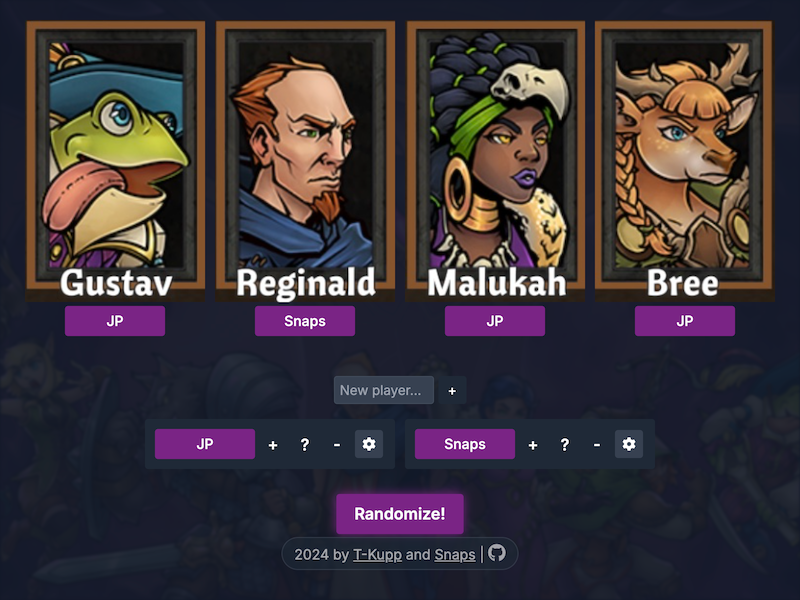 Gustav
Reginald
Malukah
Bree
JP
Snaps
JP
JP
New player... +
JP + ? -
Snaps + ? -
Randomize!
2024 by T-Kupp and Snaps |